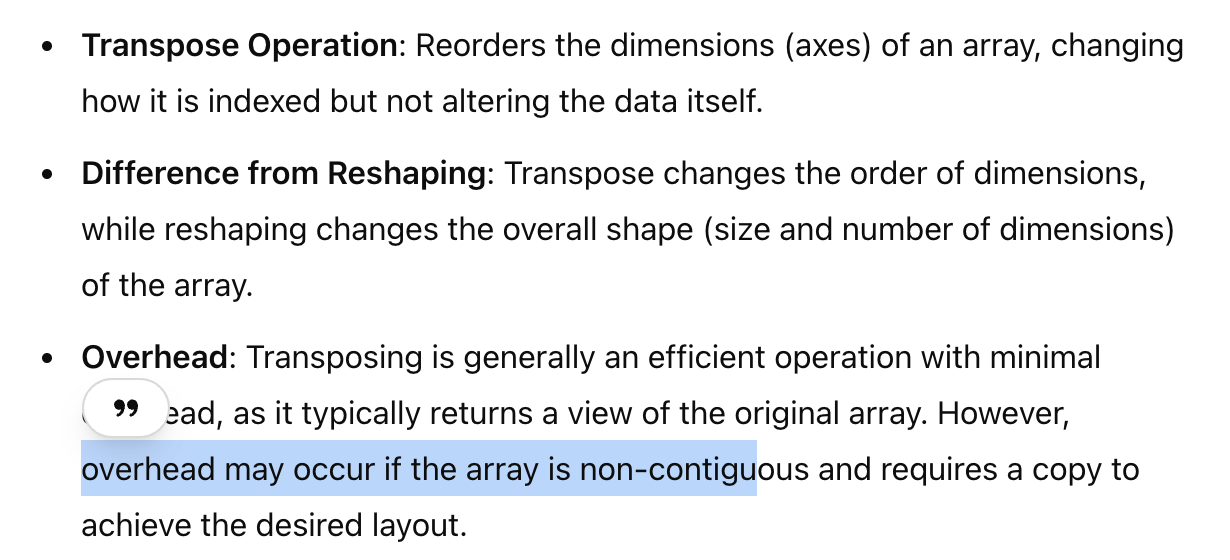 • Transpose Operation: Reorders the dimensions (axes) of an array, changing
how it is indexed but not altering the data itself.
• Difference from Reshaping: Transpose changes the order of dimensions,
while reshaping changes the overall shape (size and number of dimensions)
of the array.
• Overhead: Transposing is generally an efficient operation with minimal
ead, as it typically returns a view of the original array. However,
overhead may occur if the array is non-contiguous and requires a copy to
achieve the desired layout.